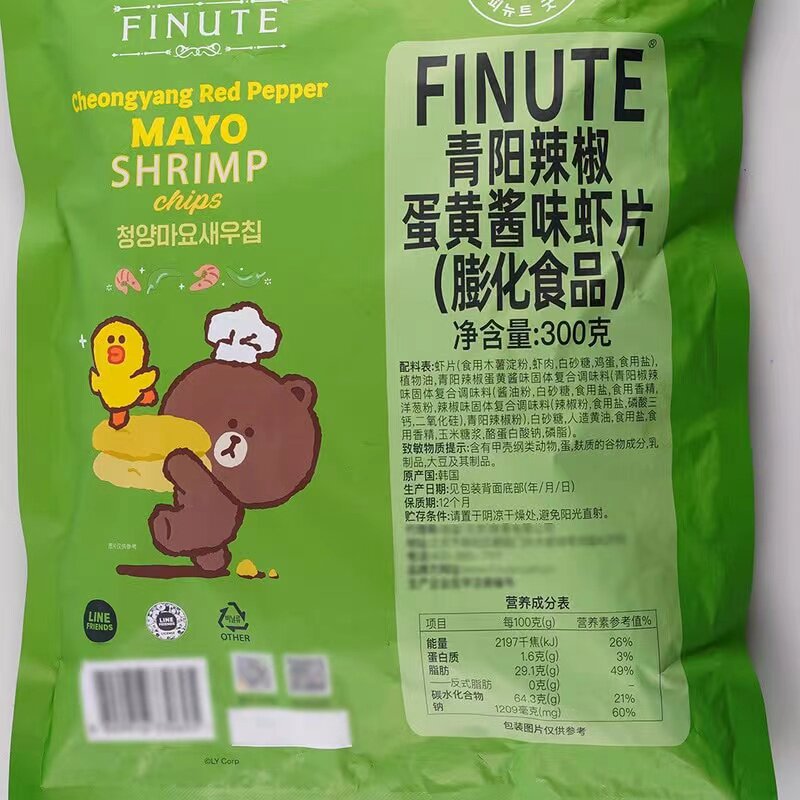 FINUTE
피뉴트 굿
Cheongyang Red Pepper
MAYO
SHRIMP
chips
청양마요새우칩
图片仅供参考
LINE
FRIENDS
LINE
FRIENDS
비닐류
OTHER
©LY Corp.
FINUTE®
青阳辣椒
蛋黄酱味虾片
(膨化食品)
净含量:300克
配料表:虾片(食用木薯淀粉,虾肉,白砂糖,鸡蛋,食用盐),
植物油,青阳辣椒蛋黄酱味固体复合调味料(青阳椒辣
味固体复合调味料(酱油粉,白砂糖,食用盐,食用香精,
洋葱粉,辣椒味固体复合调味料(辣椒粉,食用盐,磷酸三
钙,二氧化硅),青阳辣椒粉),白砂糖,人造黄油,食用盐,食
用香精,玉米糖浆,酪蛋白酸钠,磷脂)。
致敏物质提示:含有甲壳纲类动物,蛋,麸质的谷物成分,乳
制品,大豆及其制品。
原产国:韩国
生产日期:见包装背面底部(年/月/日)
保质期:12个月
贮存条件:请置于阴凉干燥处,避免阳光直射。
营养成分表
项目 每100克(g) 营养素参考值%
能量 2197千焦(kJ) 26%
蛋白质 1.6克(g) 3%
脂肪 29.1克(g) 49%
——反式脂肪 0克(g) –
碳水化合物 64.3克(g) 21%
钠 1209毫克(mg) 60%
包装图片仅供参考